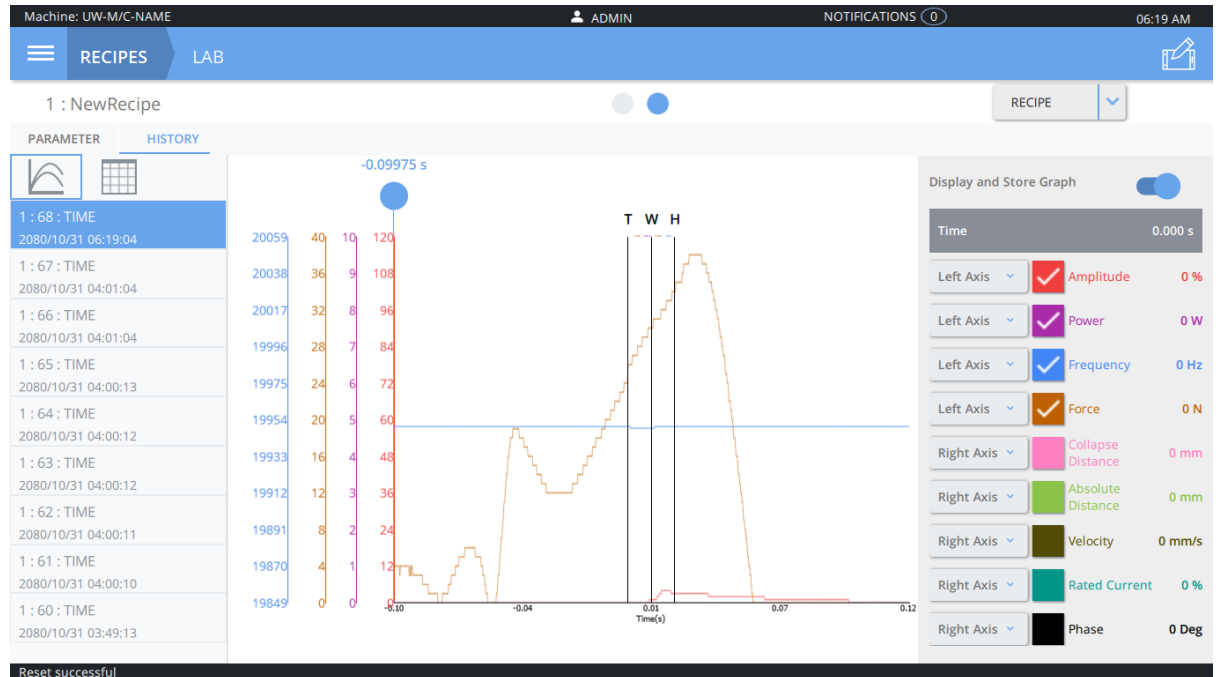 Machine: UW-M/C-NAME ADMIN NOTIFICATIONS 0 06:19 AM
RECIPES LAB
1 : NewRecipe RECIPE
PARAMETER HISTORY
1 : 68 : TIME
2080/10/31 06:19:04
1 : 67 : TIME
2080/10/31 04:01:04
1 : 66 : TIME
2080/10/31 04:01:04
1 : 65 : TIME
2080/10/31 04:00:13
1 : 64 : TIME
2080/10/31 04:00:12
1 : 63 : TIME
2080/10/31 04:00:12
1 : 62 : TIME
2080/10/31 04:00:11
1 : 61 : TIME
2080/10/31 04:00:10
1 : 60 : TIME
2080/10/31 03:49:13
-0.09975 s
T W H
20059 40 10 120
20038 36 9 108
20017 32 8 96
19996 28 7 84
19975 24 6 72
19954 20 5 60
19933 16 4 48
19912 12 3 36
19891 8 2 24
19870 4 1 12
19849 0 0 0
-0.10 -0.04 0.01 0.07 0.12
Time(s)
Display and Store Graph
Time 0.000 s
Left Axis Amplitude 0 %
Left Axis Power 0 W
Left Axis Frequency 0 Hz
Left Axis Force 0 N
Right Axis Collapse Distance 0 mm
Right Axis Absolute Distance 0 mm
Right Axis Velocity 0 mm/s
Right Axis Rated Current 0 %
Right Axis Phase 0 Deg
Reset successful